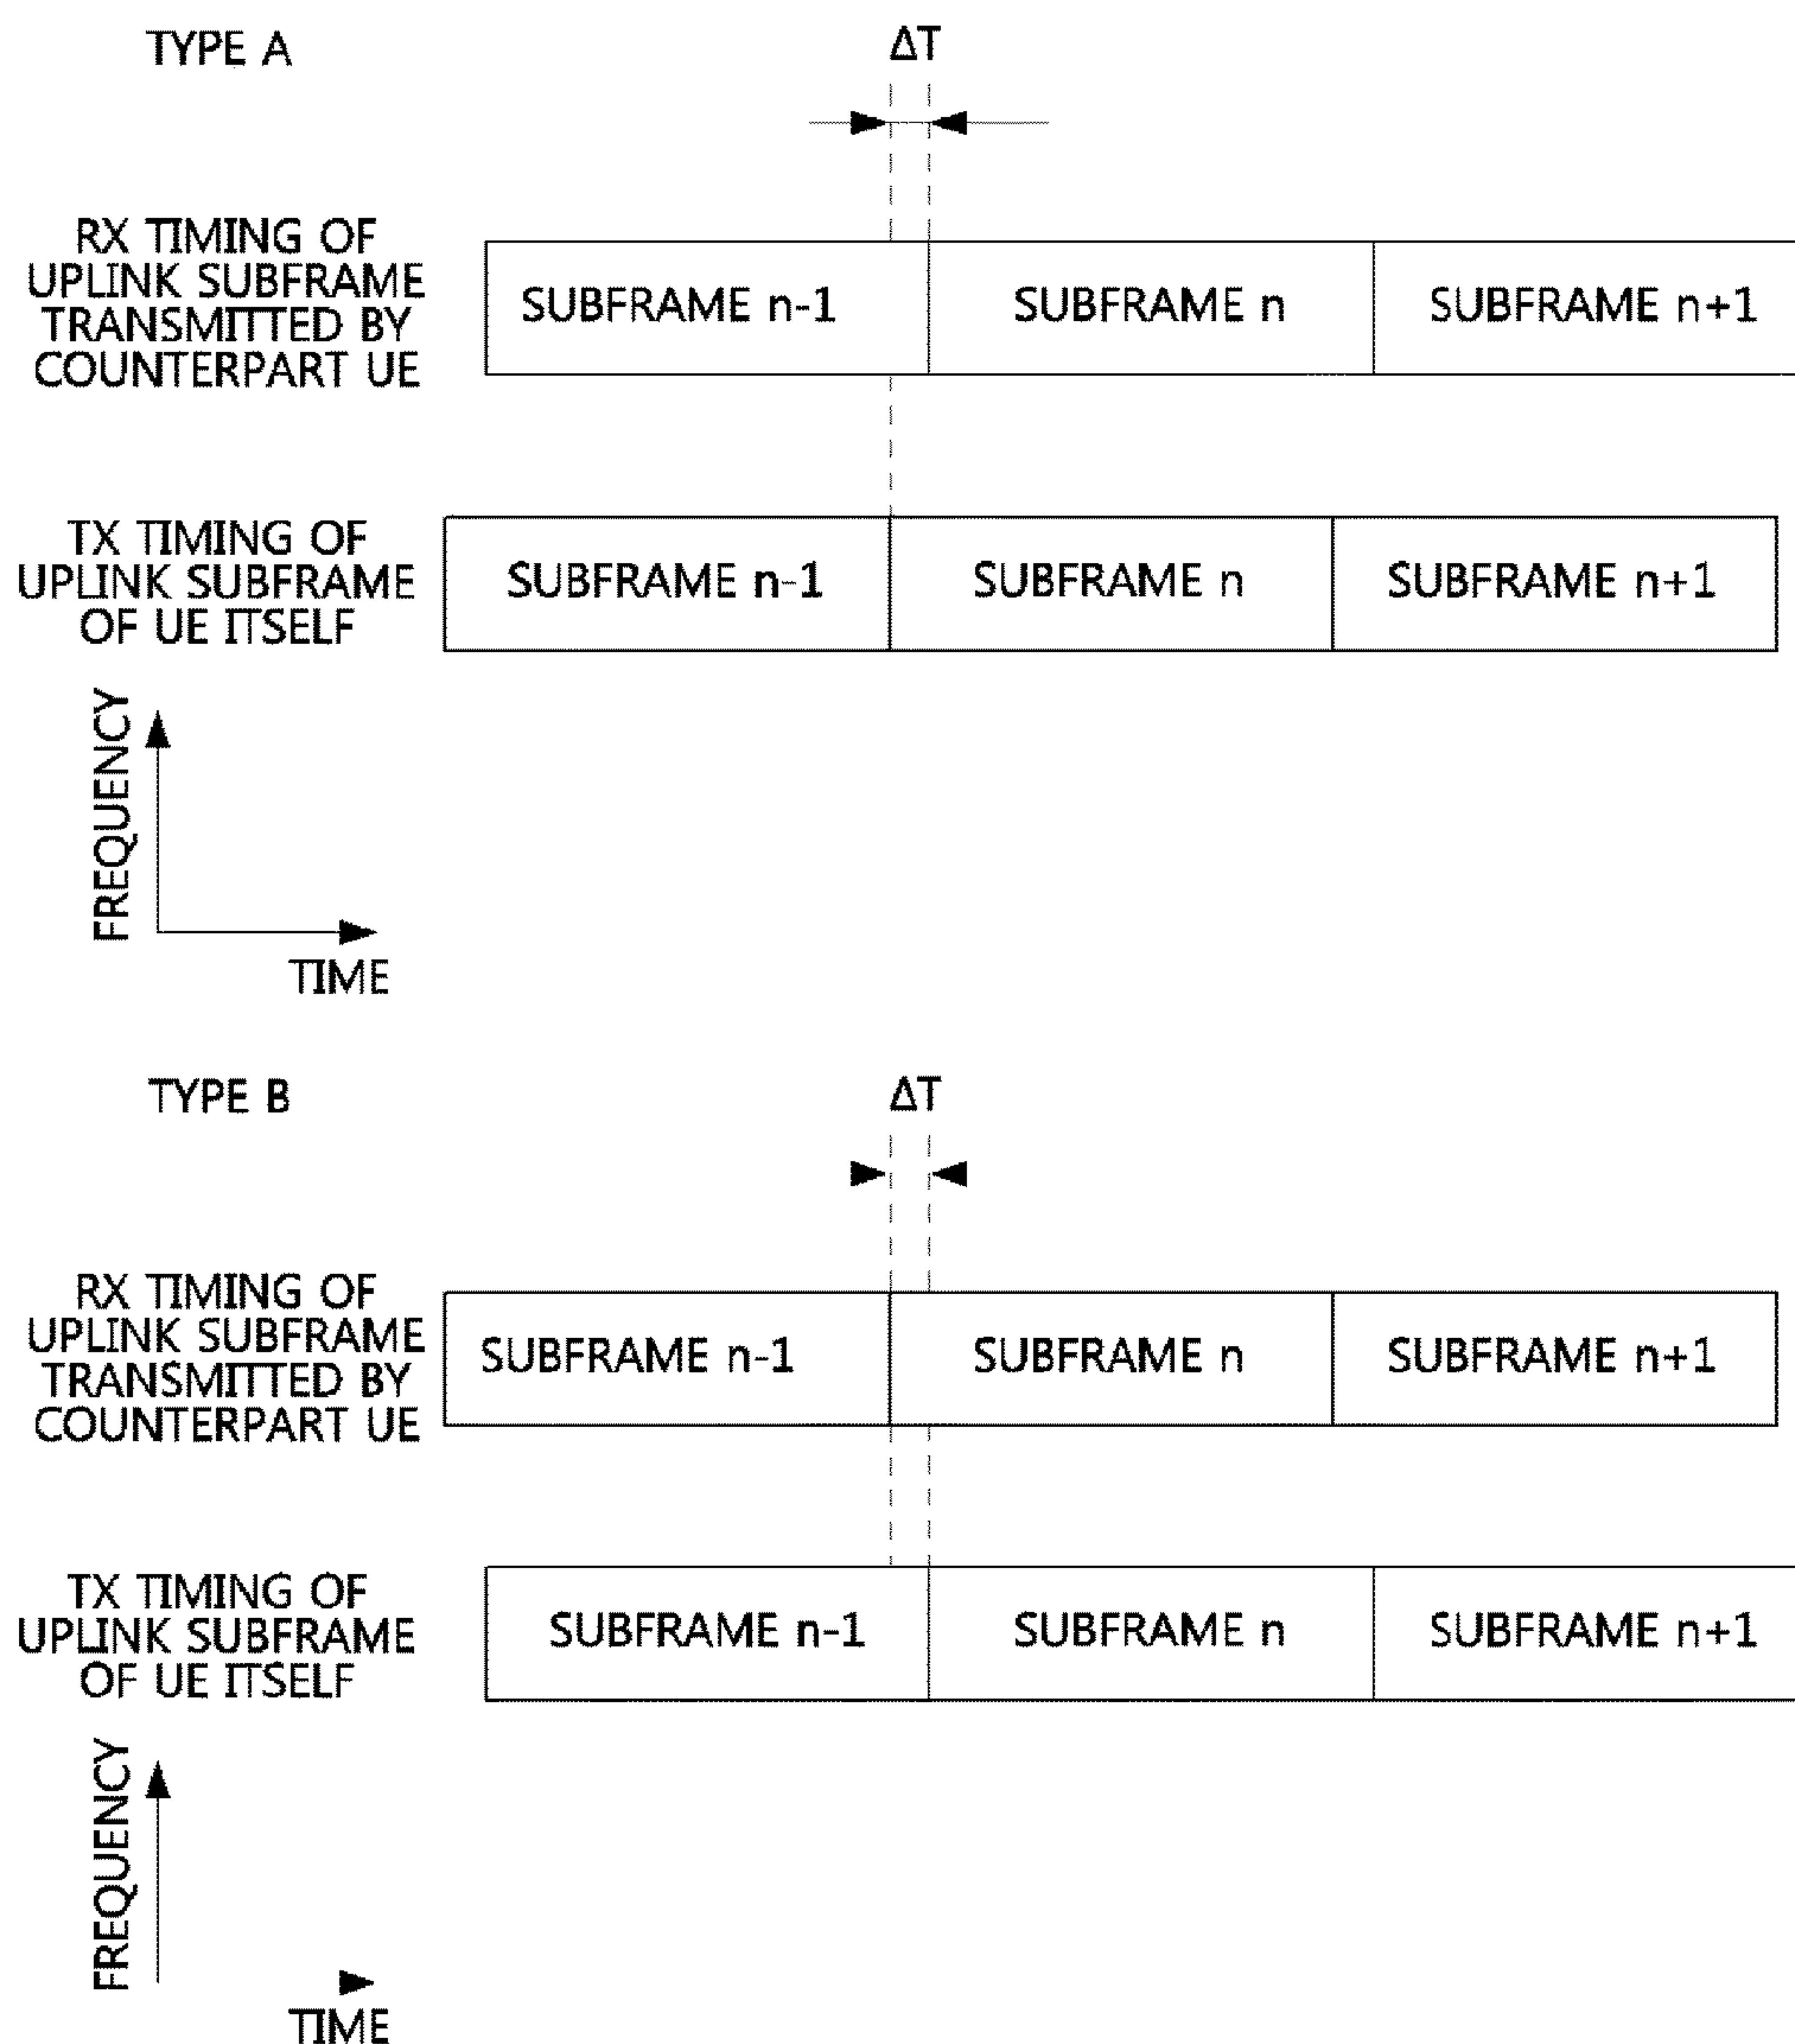 TYPE A
ΔT
RX TIMING OF
UPLINK SUBFRAME
TRANSMITTED BY
COUNTERPART UE
SUBFRAME n-1
SUBFRAME n
SUBFRAME n+1
TX TIMING OF
UPLINK SUBFRAME
OF UE ITSELF
SUBFRAME n-1
SUBFRAME n
SUBFRAME n+1
FREQUENCY
TIME
TYPE B
ΔT
RX TIMING OF
UPLINK SUBFRAME
TRANSMITTED BY
COUNTERPART UE
SUBFRAME n-1
SUBFRAME n
SUBFRAME n+1
TX TIMING OF
UPLINK SUBFRAME
OF UE ITSELF
SUBFRAME n-1
SUBFRAME n
SUBFRAME n+1
FREQUENCY
TIME